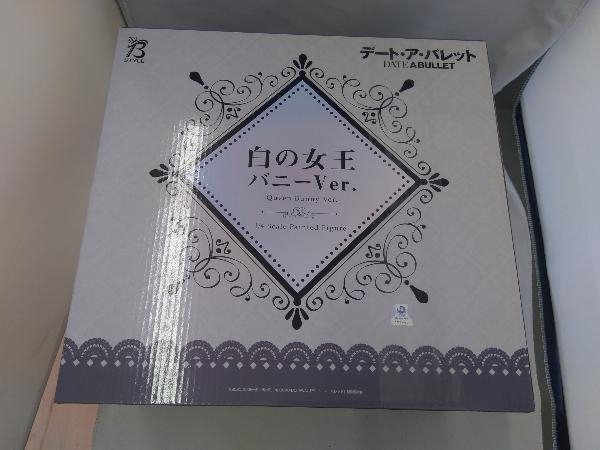 B
STYLE
デート・ア・バレット
DATE A BULLET
白の女王
バニーVer.
Queen Bunny Ver.
1/4 Scale Painted Figure